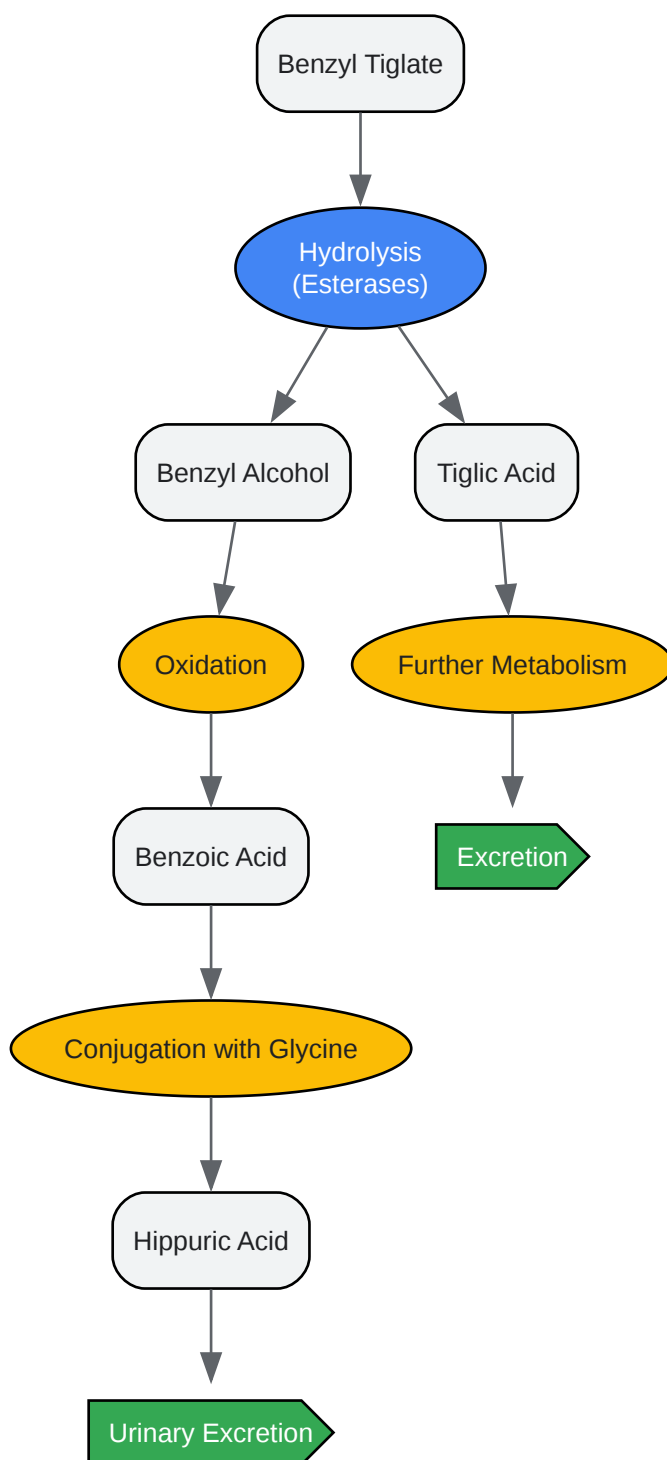 Benzyl Tiglate
Hydrolysis
(Esterases)
Benzyl Alcohol
Tiglic Acid
Oxidation
Further Metabolism
Benzoic Acid
Excretion
Conjugation with Glycine
Hippuric Acid
Urinary Excretion